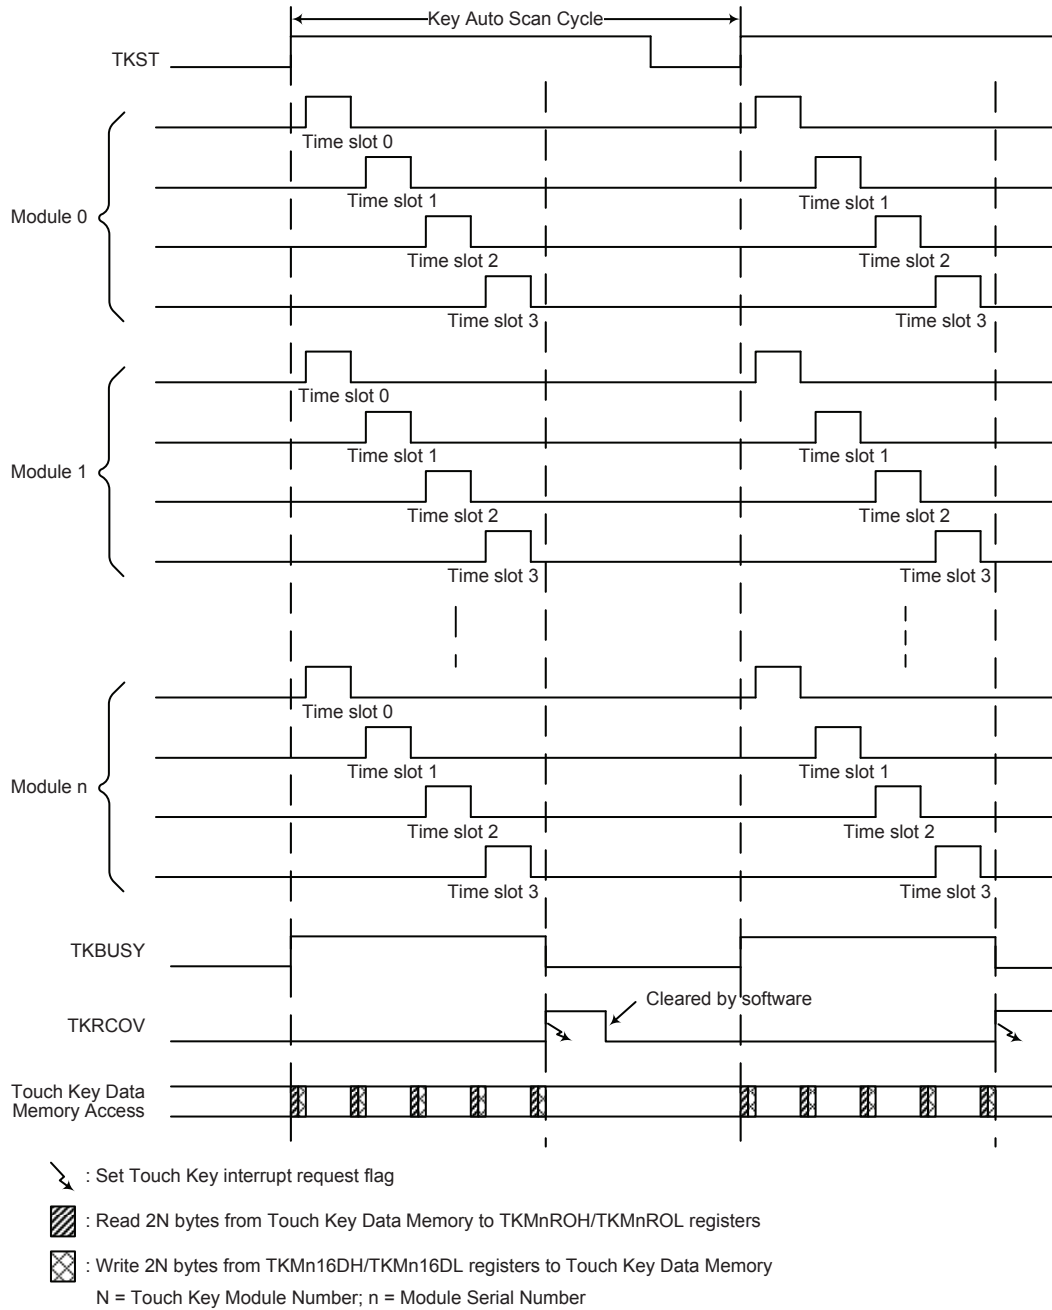 Key Auto Scan Cycle
TKST
Time slot 0
Time slot 1
Time slot 1
Module 0
Time slot 2
Time slot 2
Time slot 3
Time slot 3
Time slot 0
Time slot 1
Time slot 1
Module 1
Time slot 2
Time slot 2
Time slot 3
Time slot 3
Time slot 0
Time slot 1
Time slot 1
Module n
Time slot 2
Time slot 2
Time slot 3
Time slot 3
TKBUSY
Cleared by software
TKRCOV
Touch Key Data
Memory Access
: Set Touch Key interrupt request flag
: Read 2N bytes from Touch Key Data Memory to TKMnROH/TKMnROL registers
: Write 2N bytes from TKMn16DH/TKMn16DL registers to Touch Key Data Memory
N = Touch Key Module Number; n = Module Serial Number